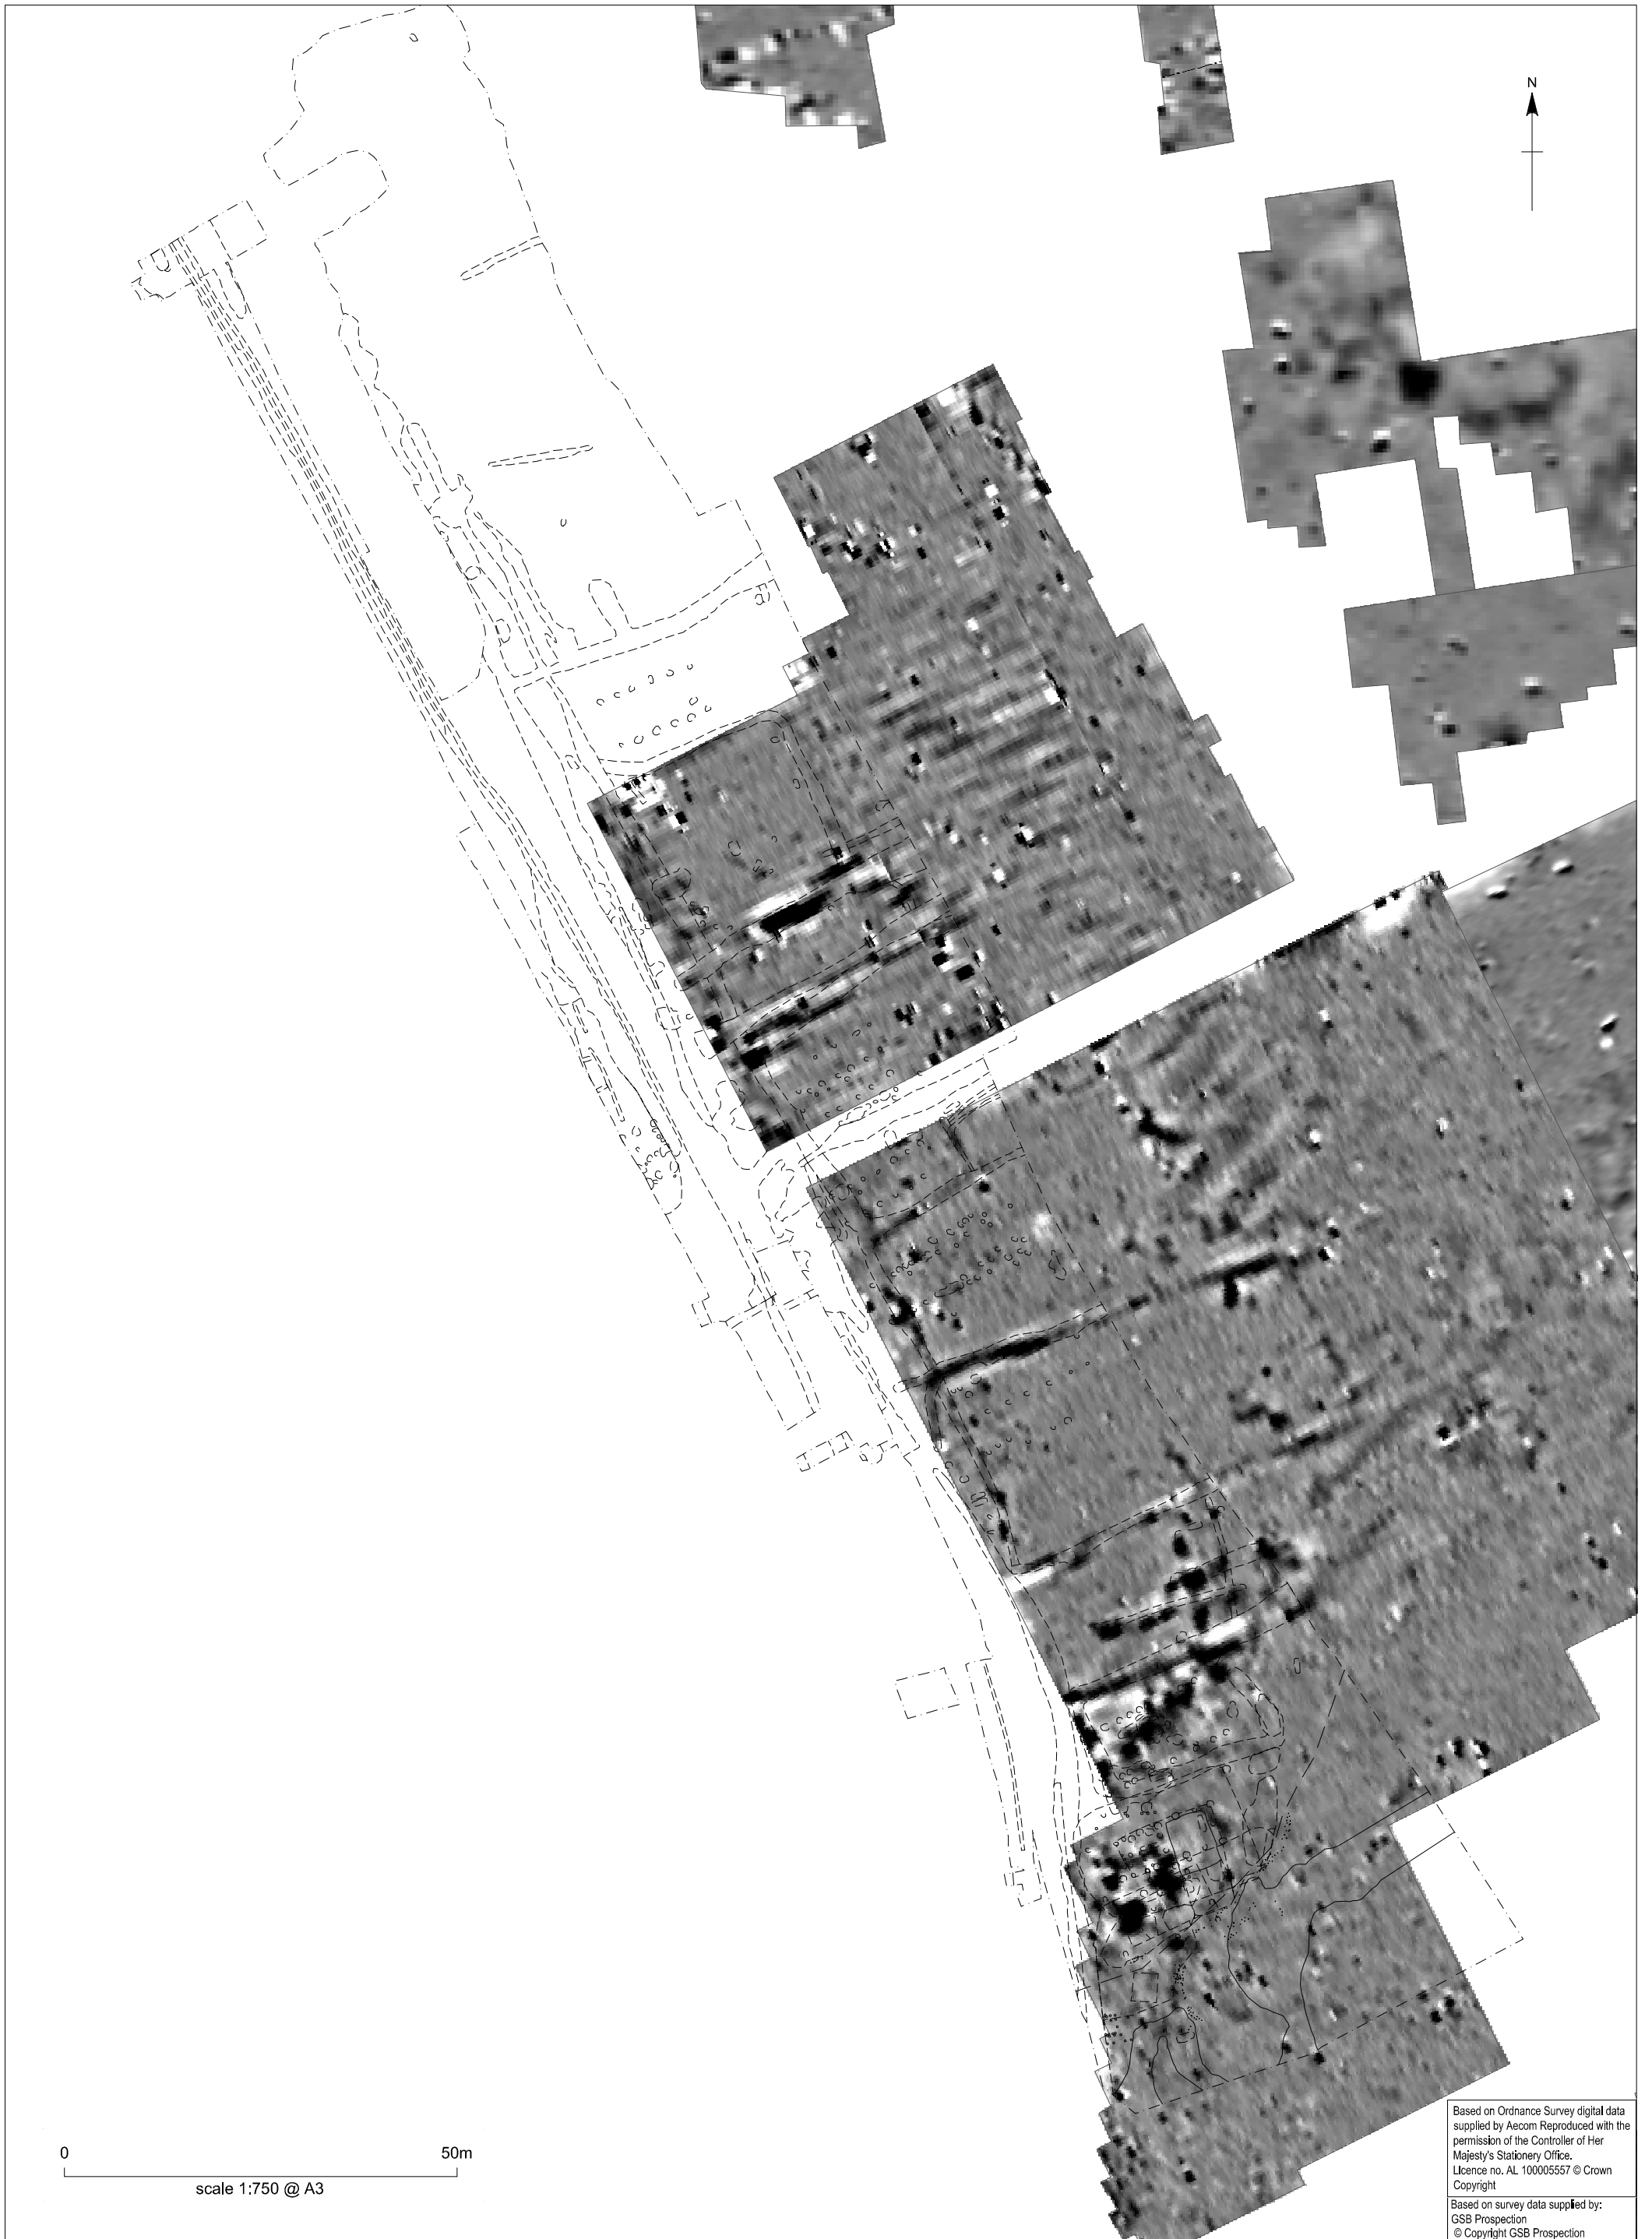 N
0 50m
scale 1:750 @ A3
Based on Ordnance Survey digital data
supplied by Aecom Reproduced with the
permission of the Controller of Her
Majesty's Stationery Office.
Licence no. AL 100005557 © Crown
Copyright
Based on survey data supplied by:
GSB Prospection
© Copyright GSB Prospection